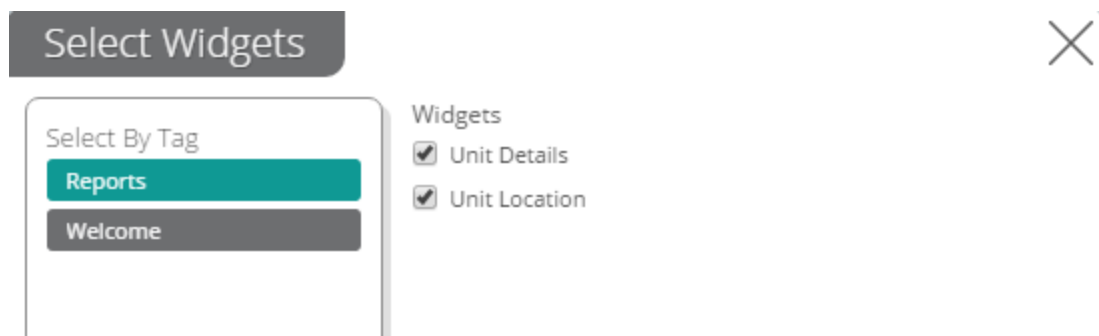 Select Widgets
Select By Tag
Reports
Welcome
Widgets
Unit Details
Unit Location